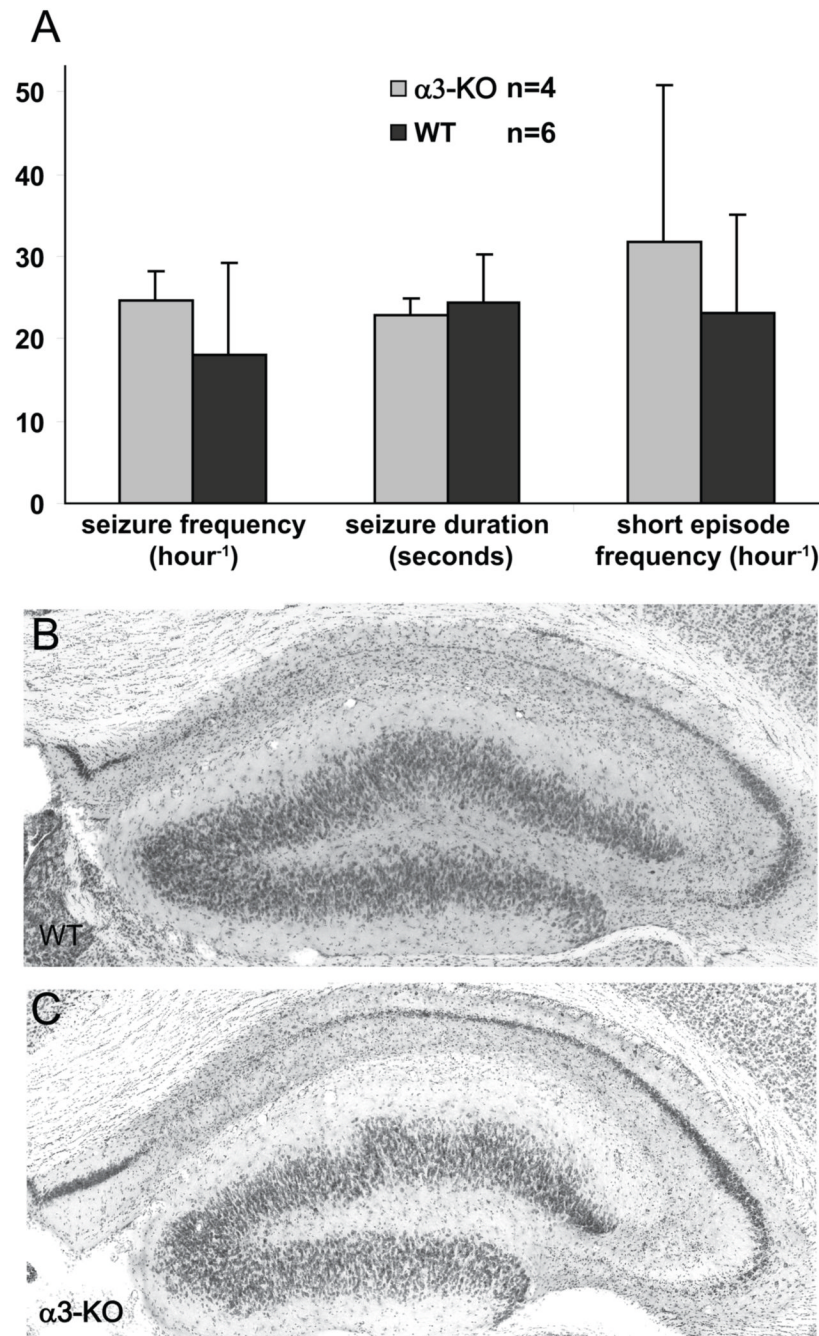 A
50
40
30
20
10
0
α3-KO n=4
WT n=6
seizure frequency
(hour⁻¹)
seizure duration
(seconds)
short episode
frequency (hour⁻¹)
B
WT
C
α3-KO